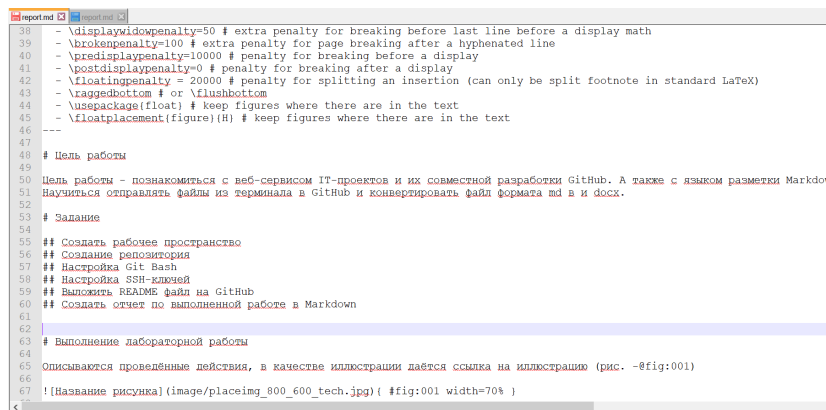 report.md report.md
38 - \displaywidowpenalty=50 # extra penalty for breaking before last line before a display math
39 - \brokenpenalty=100 # extra penalty for page breaking after a hyphenated line
40 - \predisplaypenalty=10000 # penalty for breaking before a display
41 - \postdisplaypenalty=0 # penalty for breaking after a display
42 - \floatingpenalty = 20000 # penalty for splitting an insertion (can only be split footnote in standard LaTeX)
43 - \raggedbottom # or \flushbottom
44 - \usepackage{float} # keep figures where there are in the text
45 - \floatplacement{figure}{H} # keep figures where there are in the text
46 ---
47
48 # Цель работы
49
50 Цель работы - познакомиться с веб-сервисом IT-проектов и их совместной разработки GitHub. А также с языком разметки Markdo
51 Научиться отправлять файлы из терминала в GitHub и конвертировать файл формата md в и docx.
52
53 # Задание
54
55 ## Создать рабочее пространство
56 ## Создание репозитория
57 ## Настройка Git Bash
58 ## Настройка SSH-ключей
59 ## Выложить README файл на GitHub
60 ## Создать отчет по выполненной работе в Markdown
61
62
63 # Выполнение лабораторной работы
64
65 Описываются проведённые действия, в качестве иллюстрации даётся ссылка на иллюстрацию (рис. -@fig:001)
66
67 ![Название рисунка](image/placeimg_800_600_tech.jpg){ #fig:001 width=70% }